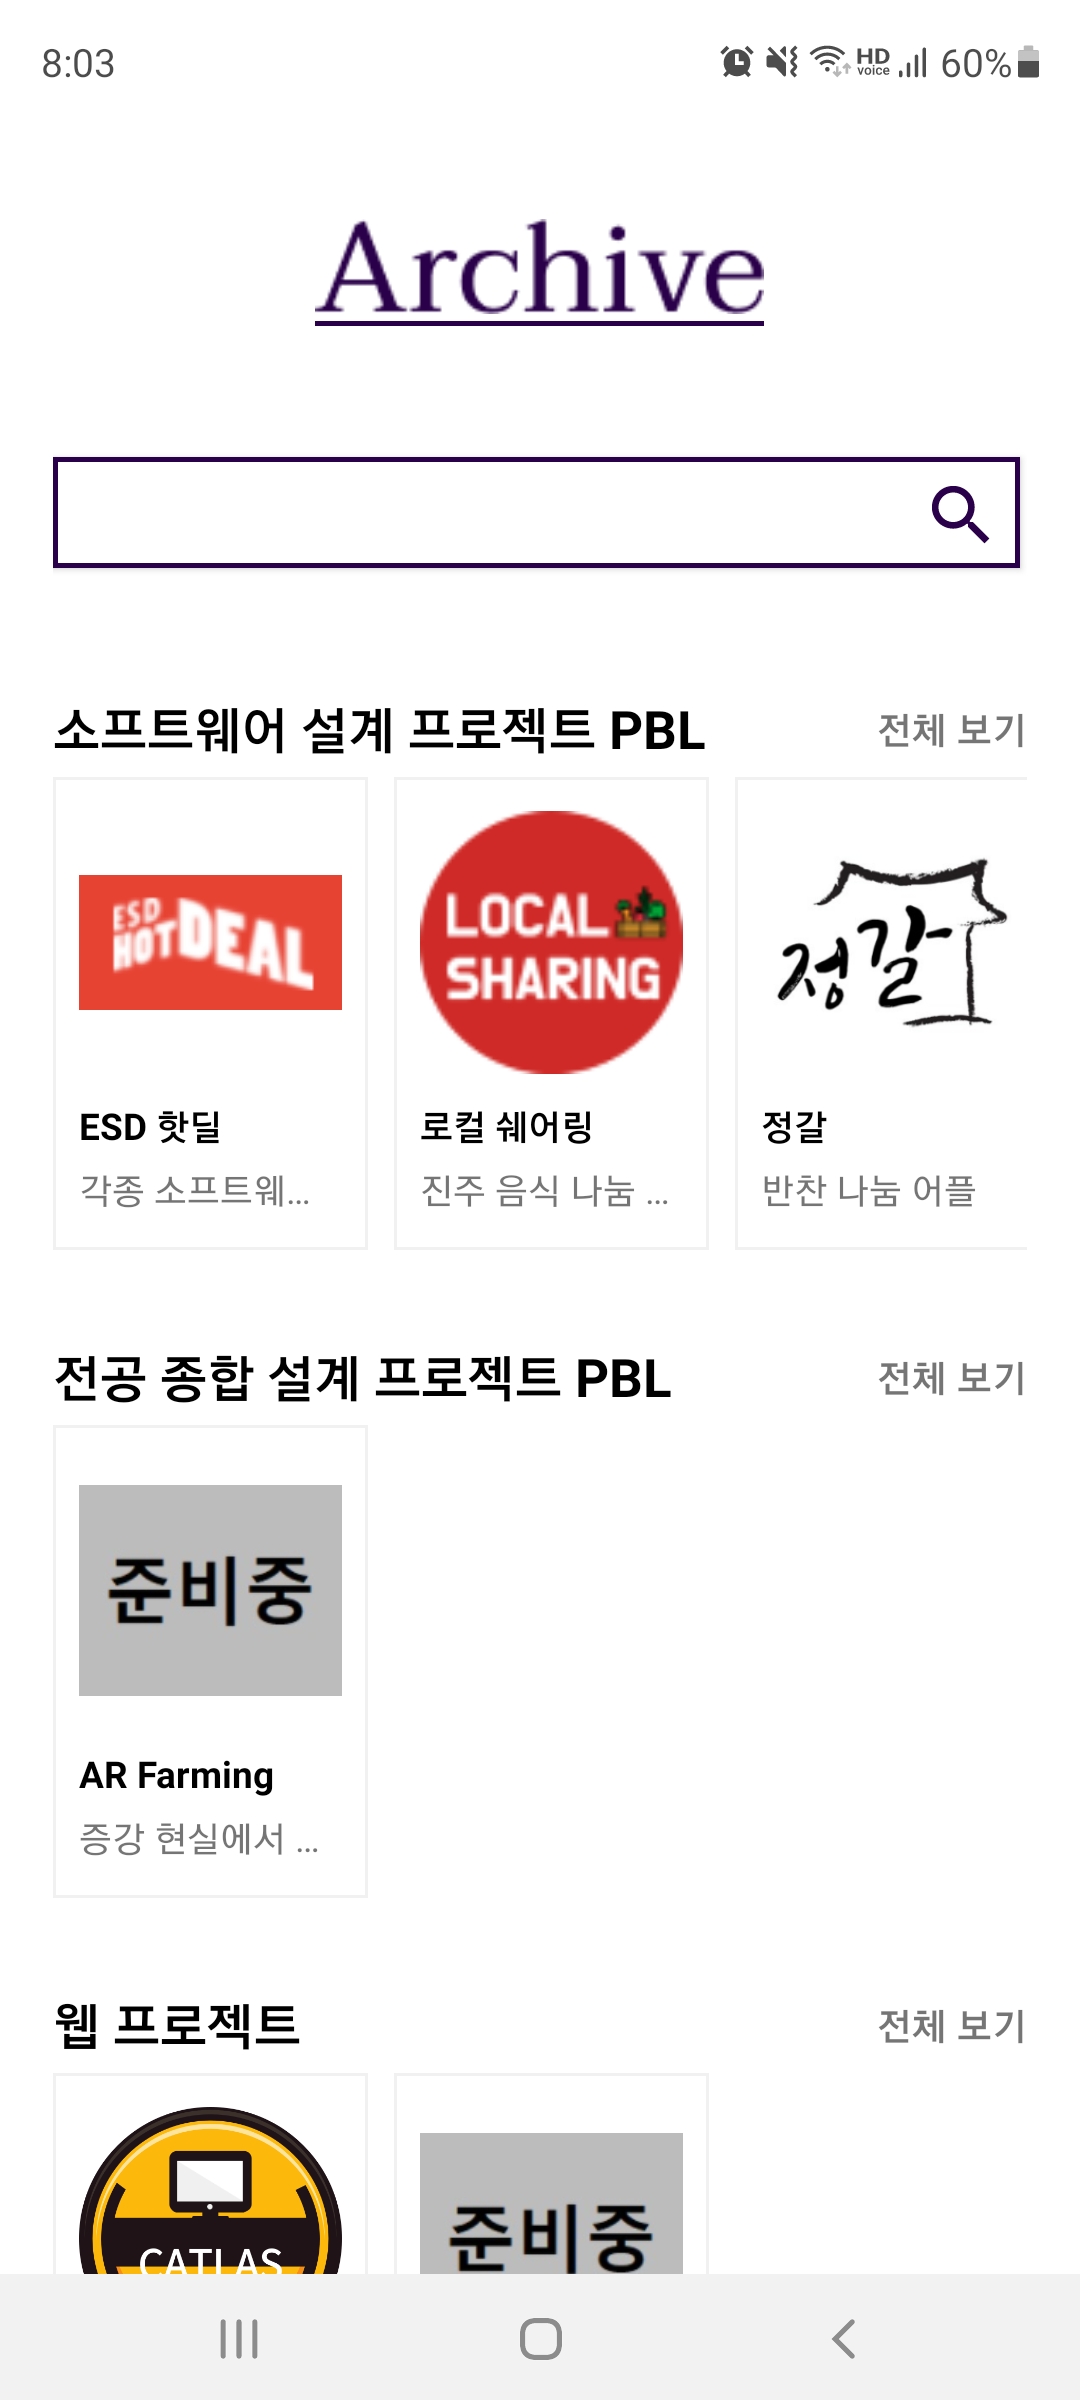 8:03
HD voice 60%
Archive
소프트웨어 설계 프로젝트 PBL
전체 보기
ESD
HOT DEAL
LOCAL
SHARING
정갈
ESD 핫딜
로컬 쉐어링
정갈
각종 소프트웨...
진주 음식 나눔 ...
반찬 나눔 어플
전공 종합 설계 프로젝트 PBL
전체 보기
준비중
AR Farming
증강 현실에서 ...
웹 프로젝트
전체 보기
CATLAS
준비중